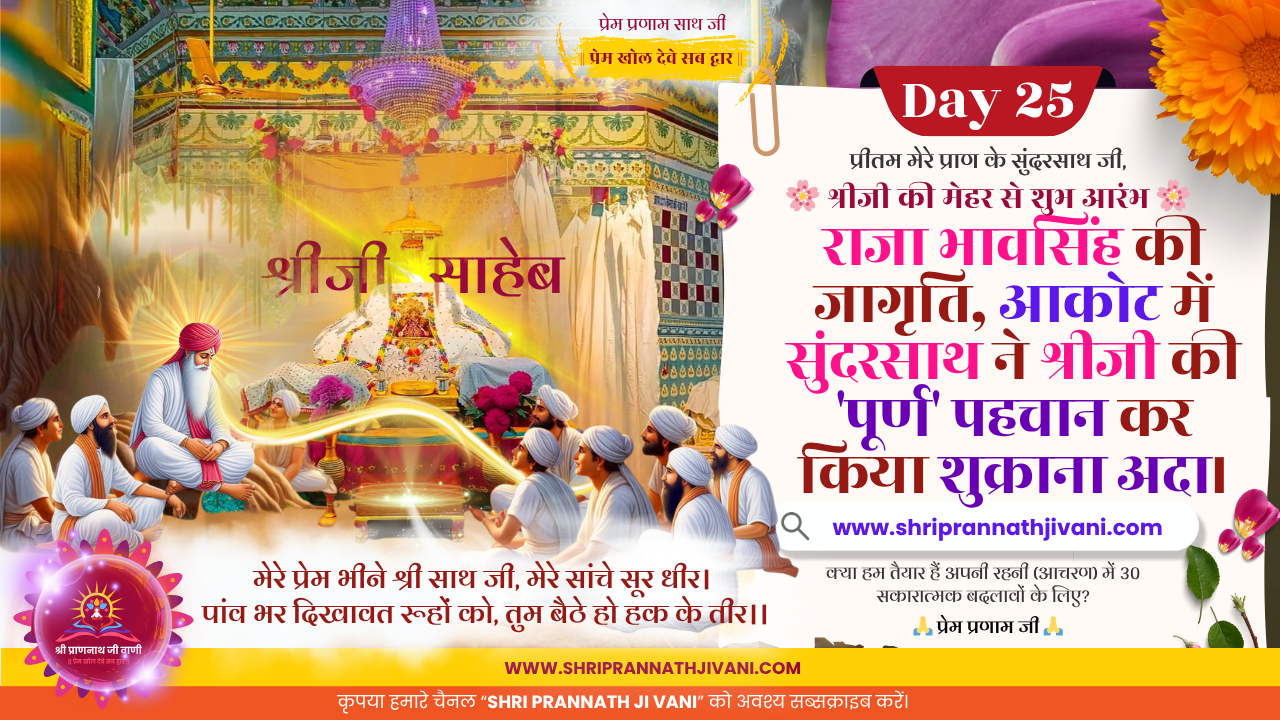 प्रेम प्रणाम साथ जी
॥ प्रेम खोल देवे सब द्वार ॥
Day 25
प्रीतम मेरे प्राण के सुंदरसाथ जी,
🌸 श्रीजी की मेहर से शुभ आरंभ 🌸
राजा भावसिंह की
जागृति, आकोट में
सुंदरसाथ ने श्रीजी की
'पूर्ण' पहचान कर
किया शुक्राना अदा।
www.shriprannathjivani.com
क्या हम तैयार हैं अपनी रहनी (आचरण) में 30
सकारात्मक बदलावों के लिए?
🙏 प्रेम प्रणाम जी🙏
श्रीजी साहेब
मेरे प्रेम भीने श्री साथ जी, मेरे सांचे सूर धीर|
पांव भर दिखावत रूहों को, तुम बैठे हो हक के तीर।।
श्री प्राणनाथ जी वाणी
॥ प्रेम खोल देवे सब द्वार ॥
WWW.SHRIPRANNATHJIVANI.COM
कृपया हमारे चैनल “SHRI PRANNATH JI VANI” को अवश्य सब्सक्राइब करें।